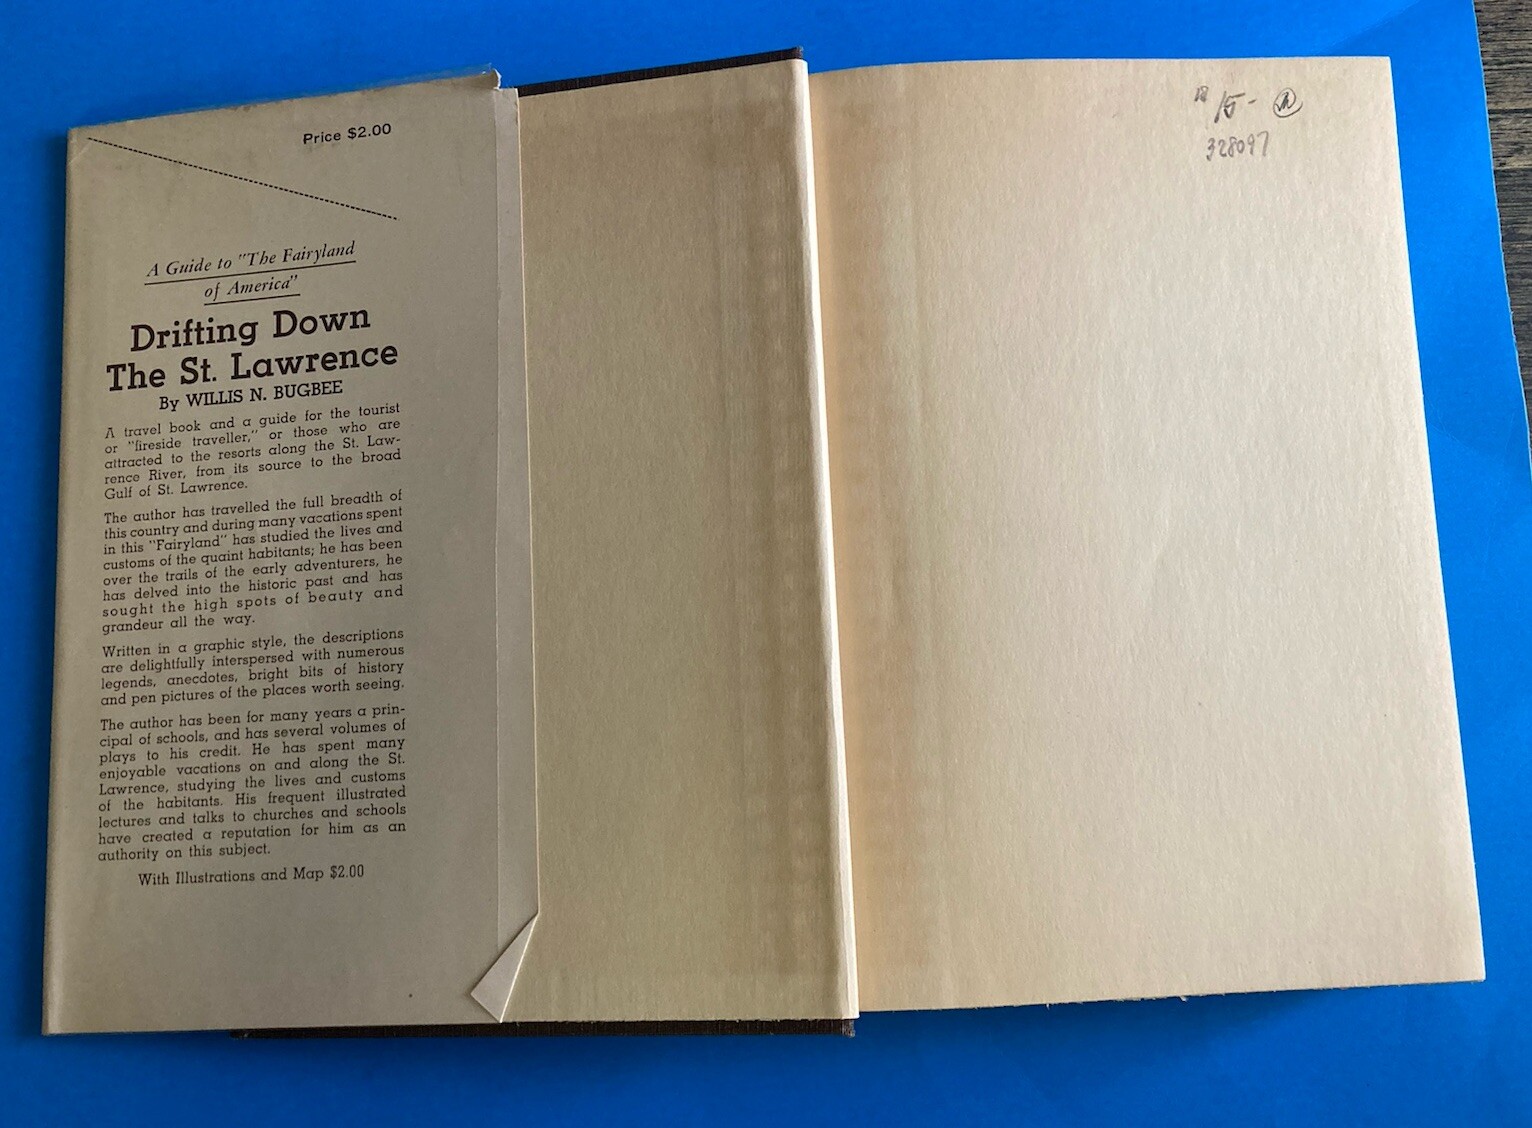 Price $2.00
A Guide to "The Fairyland
of America"
Drifting Down
The St. Lawrence
By WILLIS N. BUGBEE
A travel book and a guide for the tourist
or "fireside traveller," or those who are
attracted to the resorts along the St. Law-
rence River, from its source to the broad
Gulf of St. Lawrence.
The author has travelled the full breadth of
this country and during many vacations spent
in this "Fairyland" has studied the lives and
customs of the quaint habitants; he has been
over the trails of the early adventurers, he
has delved into the historic past and has
sought the high spots of beauty and
grandeur all the way.
Written in a graphic style, the descriptions
are delightfully interspersed with numerous
legends, anecdotes, bright bits of history
and pen pictures of the places worth seeing.
The author has been for many years a prin-
cipal of schools, and has several volumes of
plays to his credit. He has spent many
enjoyable vacations on and along the St.
Lawrence, studying the lives and customs
of the habitants. His frequent illustrated
lectures and talks to churches and schools
have created a reputation for him as an
authority on this subject.
With Illustrations and Map $2.00
15-
328097